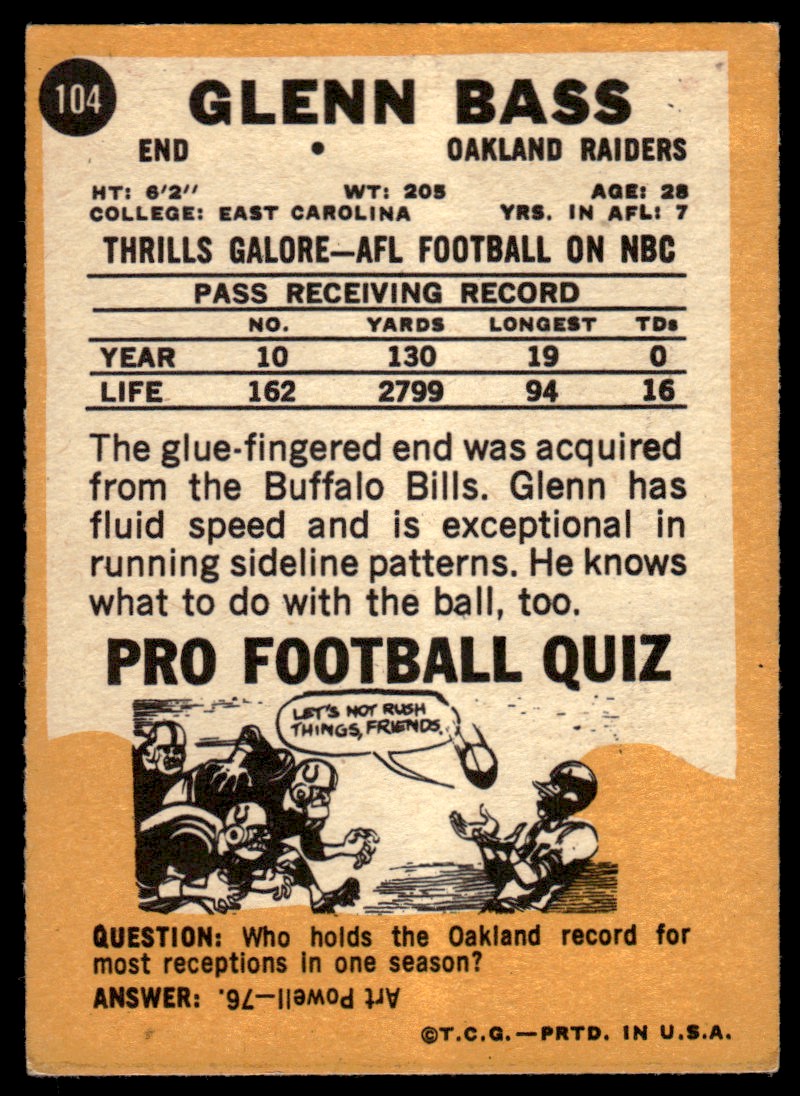 104
GLENN BASS
END • OAKLAND RAIDERS
HT: 6'2" WT: 205 AGE: 28
COLLEGE: EAST CAROLINA YRS. IN AFL: 7
THRILLS GALORE—AFL FOOTBALL ON NBC
PASS RECEIVING RECORD
NO. YARDS LONGEST TDs
YEAR 10 130 19 0
LIFE 162 2799 94 16
The glue-fingered end was acquired
from the Buffalo Bills. Glenn has
fluid speed and is exceptional in
running sideline patterns. He knows
what to do with the ball, too.
PRO FOOTBALL QUIZ
LET'S NOT RUSH
THINGS, FRIENDS.
QUESTION: Who holds the Oakland record for
most receptions in one season?
ANSWER: Art Powell—76.
©T.C.G.—PRTD. IN U.S.A.